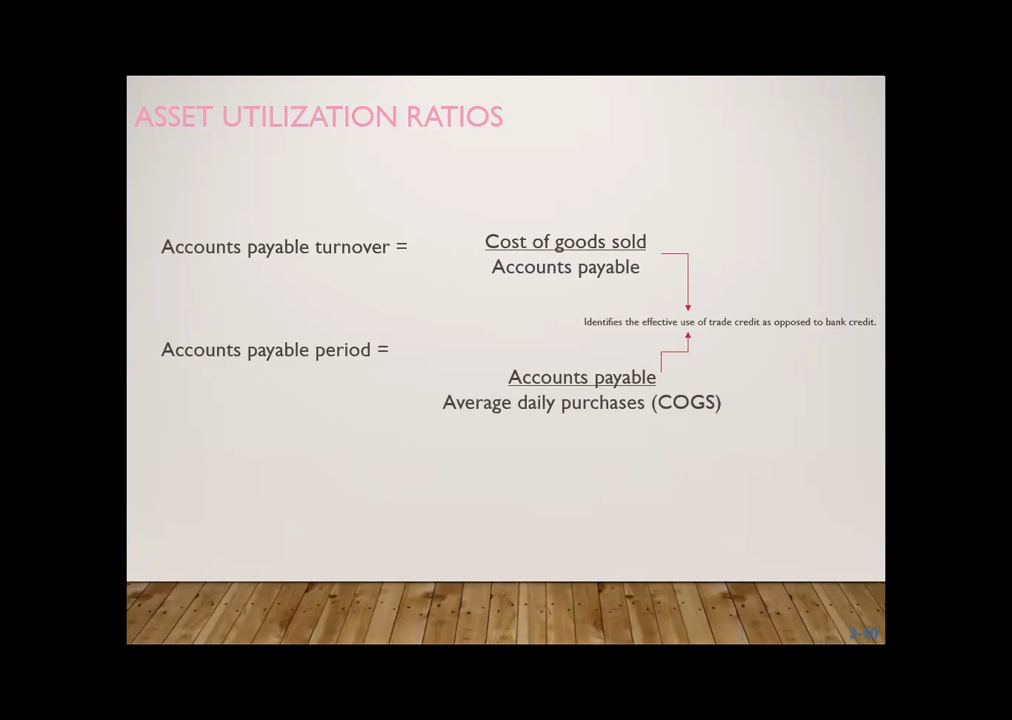 ASSET UTILIZATION RATIOS
Accounts payable turnover =
Cost of goods sold
Accounts payable
Identifies the effective use of trade credit as opposed to bank credit.
Accounts payable period =
Accounts payable
Average daily purchases (COGS)